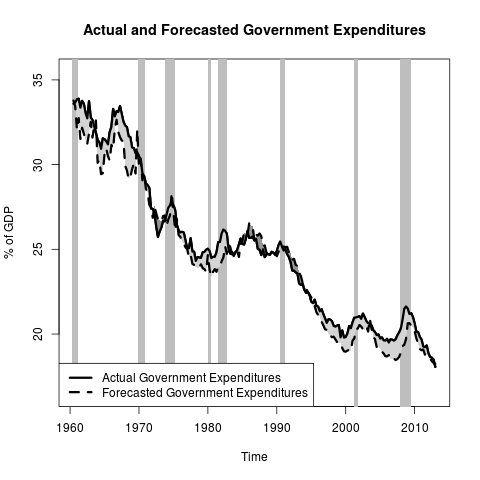 Actual and Forecasted Government Expenditures
% of GDP
35
30
25
20
Actual Government Expenditures
Forecasted Government Expenditures
1960 1970 1980 1990 2000 2010
Time